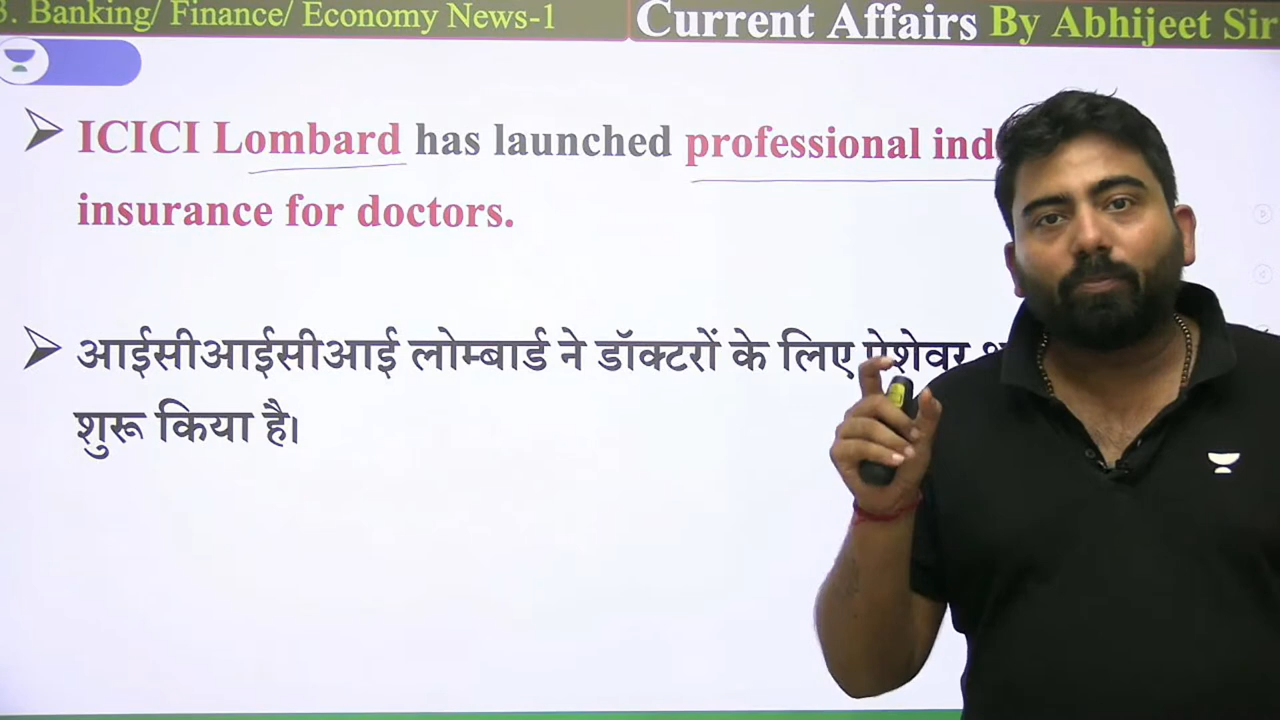 3. Banking/ Finance/ Economy News-1
Current Affairs By Abhijeet Sir
ICICI Lombard has launched professional
insurance for doctors.
आईसीआईसीआई लोम्बार्ड ने डॉक्टरों के लिए पेशेवर
शुरू किया है।